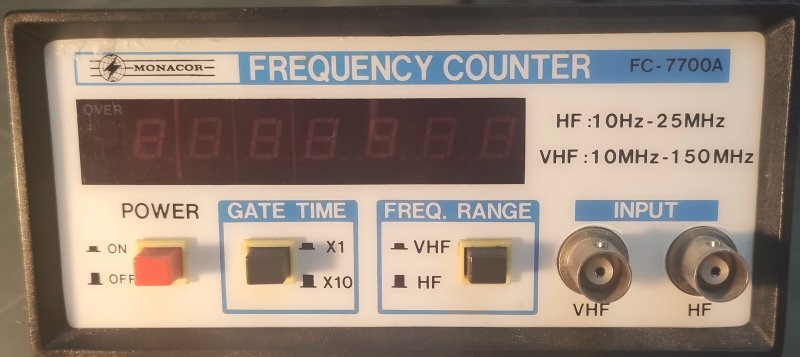 MONACOR
FREQUENCY COUNTER
FC-7700A
OVER
HF:10Hz-25MHz
VHF:10MHz-150MHz
POWER
ON
OFF
GATE TIME
X1
X10
FREQ. RANGE
VHF
HF
INPUT
VHF
HF